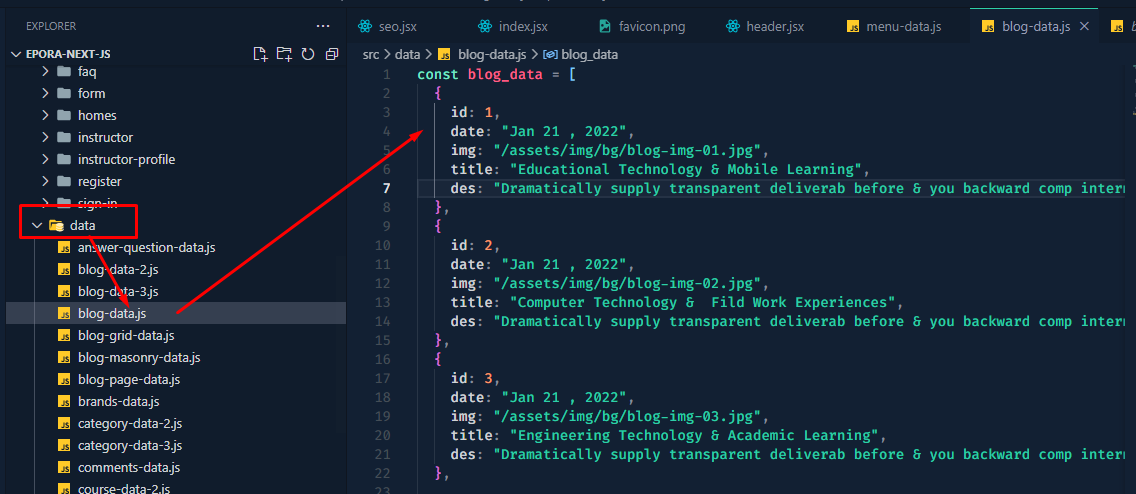 EXPLORER
EPORA-NEXT-JS
faq
form
homes
instructor
instructor-profile
register
sign-in
data
answer-question-data.js
blog-data-2.js
blog-data-3.js
blog-data.js
blog-grid-data.js
blog-masonry-data.js
blog-page-data.js
brands-data.js
category-data-2.js
category-data-3.js
comments-data.js
course-data-2.js
seo.jsx index.jsx favicon.png header.jsx menu-data.js blog-data.js
src > data > JS blog-data.js > blog_data
1 const blog_data = [
2 {
3 id: 1,
4 date: "Jan 21 , 2022",
5 img: "/assets/img/bg/blog-img-01.jpg",
6 title: "Educational Technology & Mobile Learning",
7 des: "Dramatically supply transparent deliverab before & you backward comp intern
8 },
9 {
10 id: 2,
11 date: "Jan 21 , 2022",
12 img: "/assets/img/bg/blog-img-02.jpg",
13 title: "Computer Technology &  Fild Work Experiences",
14 des: "Dramatically supply transparent deliverab before & you backward comp intern
15 },
16 {
17 id: 3,
18 date: "Jan 21 , 2022",
19 img: "/assets/img/bg/blog-img-03.jpg",
20 title: "Engineering Technology & Academic Learning",
21 des: "Dramatically supply transparent deliverab before & you backward comp intern
22 },
23